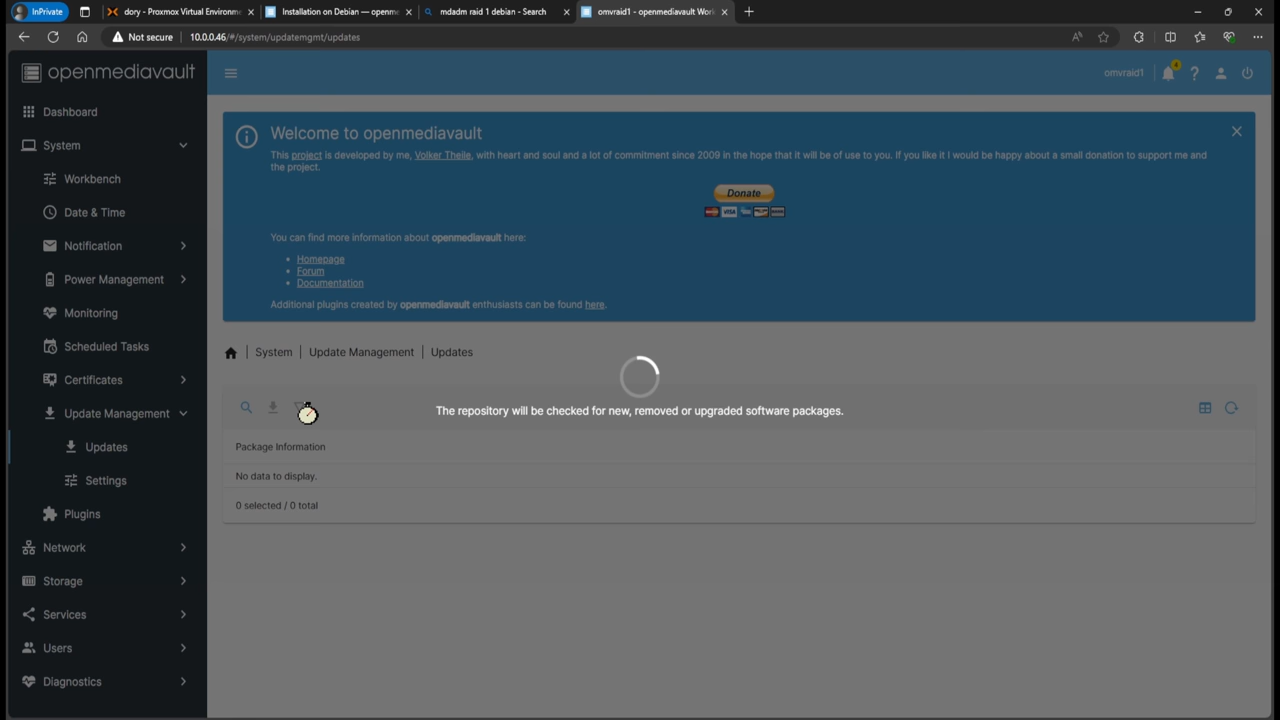 InPrivate
dory - Proxmox Virtual Environme
Installation on Debian — openme
mdadm raid 1 debian - Search
omvraid1 - openmediavault Work
Not secure
10.0.0.46/#/system/updatemgmt/updates
openmediavault
omvraid1
4
Dashboard
System
Workbench
Date & Time
Notification
Power Management
Monitoring
Scheduled Tasks
Certificates
Update Management
Updates
Settings
Plugins
Network
Storage
Services
Users
Diagnostics
Welcome to openmediavault
This project is developed by me, Volker Theile, with heart and soul and a lot of commitment since 2009 in the hope that it will be of use to you. If you like it I would be happy about a small donation to support me and
the project.
Donate
VISA
You can find more information about openmediavault here:
Homepage
Forum
Documentation
Additional plugins created by openmediavault enthusiasts can be found here.
System | Update Management | Updates
The repository will be checked for new, removed or upgraded software packages.
Package Information
No data to display.
0 selected / 0 total